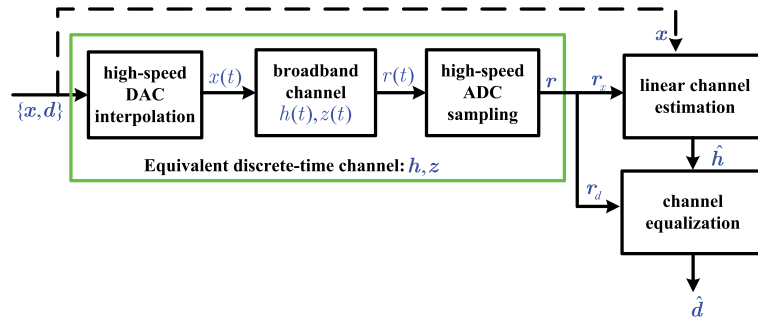 x
{x, d}
high-speed
DAC
interpolation
x(t)
broadband
channel
h(t), z(t)
r(t)
high-speed
ADC
sampling
r
r_x
linear channel
estimation
Equivalent discrete-time channel: h, z
ĥ
r_d
channel
equalization
d̂